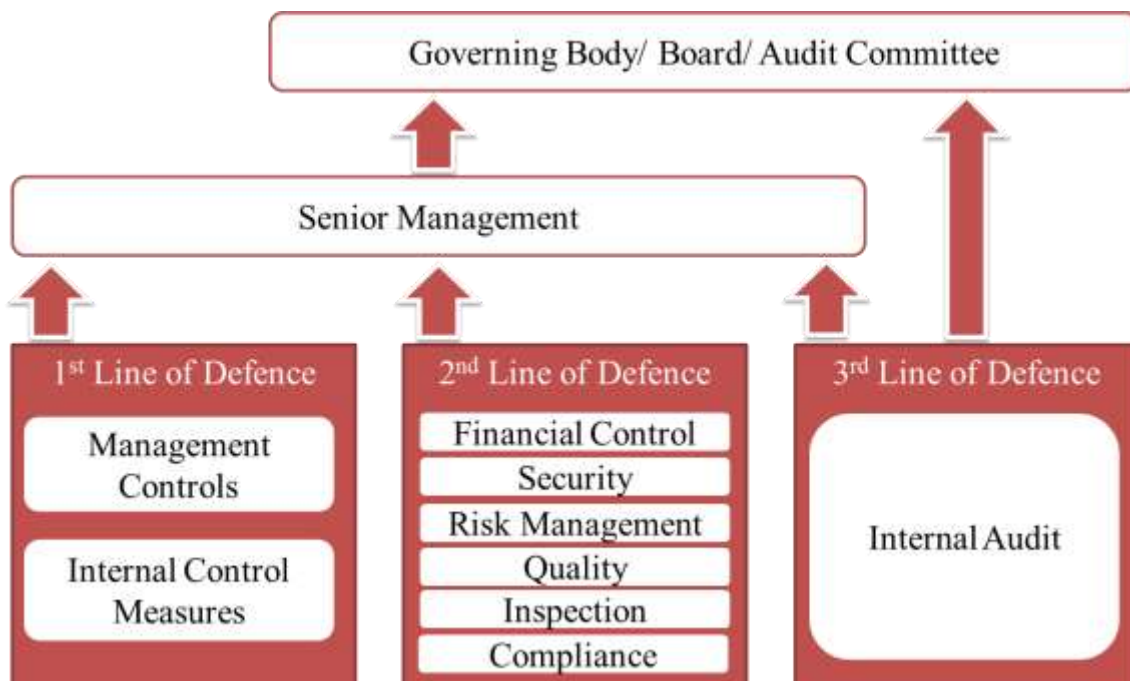 Governing Body/ Board/ Audit Committee
Senior Management
1st Line of Defence
Management
Controls
Internal Control
Measures
2nd Line of Defence
Financial Control
Security
Risk Management
Quality
Inspection
Compliance
3rd Line of Defence
Internal Audit